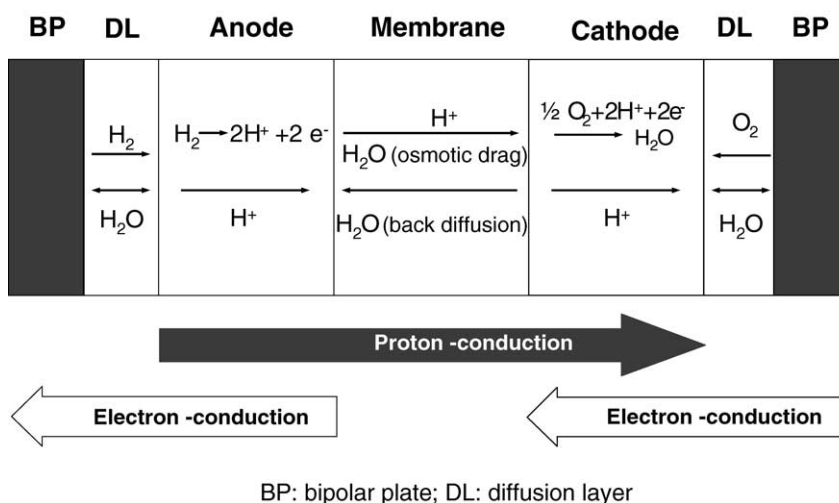 BP DL Anode Membrane Cathode DL BP
H₂ H₂→2H⁺ +2 e⁻ H⁺ ½ O₂+2H⁺+2e⁻ O₂
H₂O
H₂O (osmotic drag)
H₂O H⁺ H₂O (back diffusion) H⁺ H₂O
Proton -conduction
Electron -conduction Electron -conduction
BP: bipolar plate; DL: diffusion layer